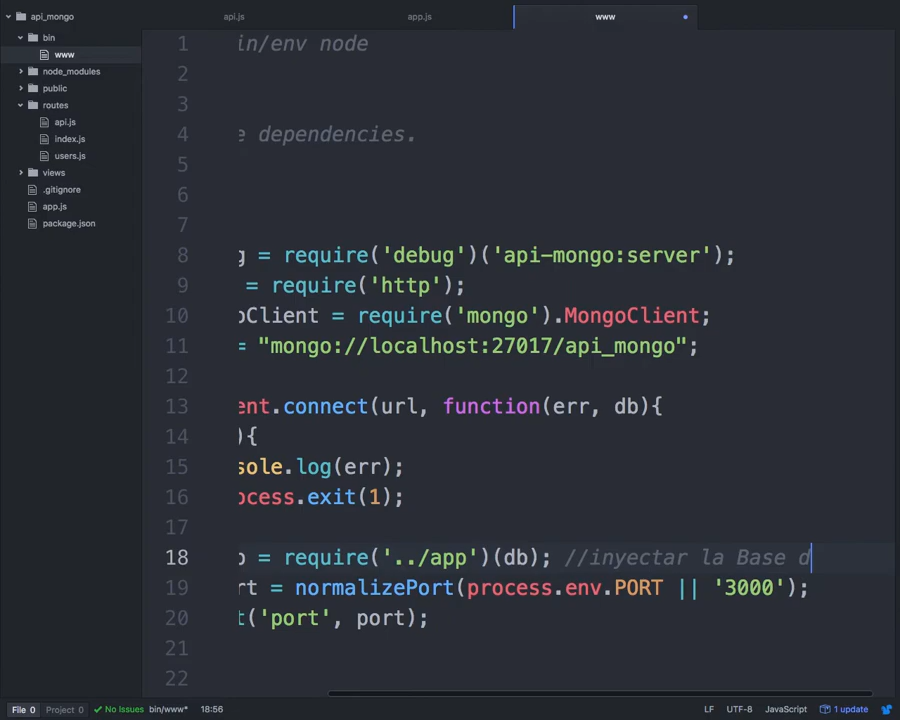 api_mongo
bin
www
node_modules
public
routes
api.js
index.js
users.js
views
.gitignore
app.js
package.json
api.js
app.js
www
1 in/env node
2
3
4 e dependencies.
5
6
7
8 g = require('debug')('api-mongo:server');
9 = require('http');
10 oClient = require('mongo').MongoClient;
11 = "mongo://localhost:27017/api_mongo";
12
13 ent.connect(url, function(err, db){
14 ){
15 sole.log(err);
16 ocess.exit(1);
17
18 p = require('../app')(db); //inyectar la Base d
19 rt = normalizePort(process.env.PORT || '3000');
20 t('port', port);
21
22
File 0 Project 0 No Issues bin/www* 18:56 LF UTF-8 JavaScript 1 update